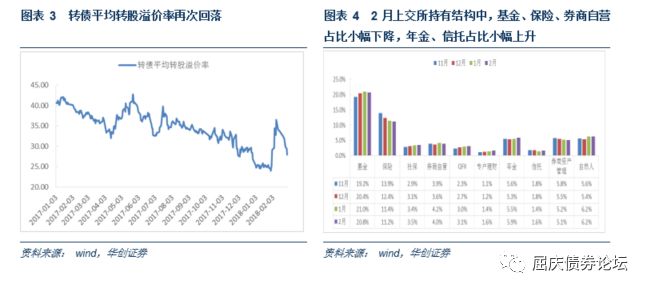 图表 3 转债平均转股溢价率再次回落
转债平均转股溢价率
45.00
40.00
35.00
30.00
25.00
20.00
2017-01-03
2017-02-03
2017-03-03
2017-04-03
2017-05-03
2017-06-03
2017-07-03
2017-08-03
2017-09-03
2017-10-03
2017-11-03
2017-12-03
2018-01-03
2018-02-03
资料来源：wind，华创证券
图表 4 2 月上交所持有结构中，基金、保险、券商自营
占比小幅下降，年金、信托占比小幅上升
11月 12月 1月 2月
25.0%
20.0%
15.0%
10.0%
5.0%
0.0%
基金 保险 社保 券商自营 QFII 专户理财 年金 信托 券商资产管理 自然人
11月 19.2% 13.9% 2.9% 3.9% 2.3% 1.1% 5.6% 1.8% 5.8% 5.6%
12月 20.4% 12.4% 3.1% 3.6% 2.7% 1.2% 5.3% 1.8% 5.5% 5.4%
1月 21.0% 11.4% 3.4% 4.2% 3.0% 1.4% 5.4% 1.4% 5.2% 6.2%
2月 20.8% 11.2% 3.5% 4.0% 3.1% 1.6% 5.9% 1.6% 5.1% 6.2%
资料来源：wind，华创证券
屈庆债券论坛